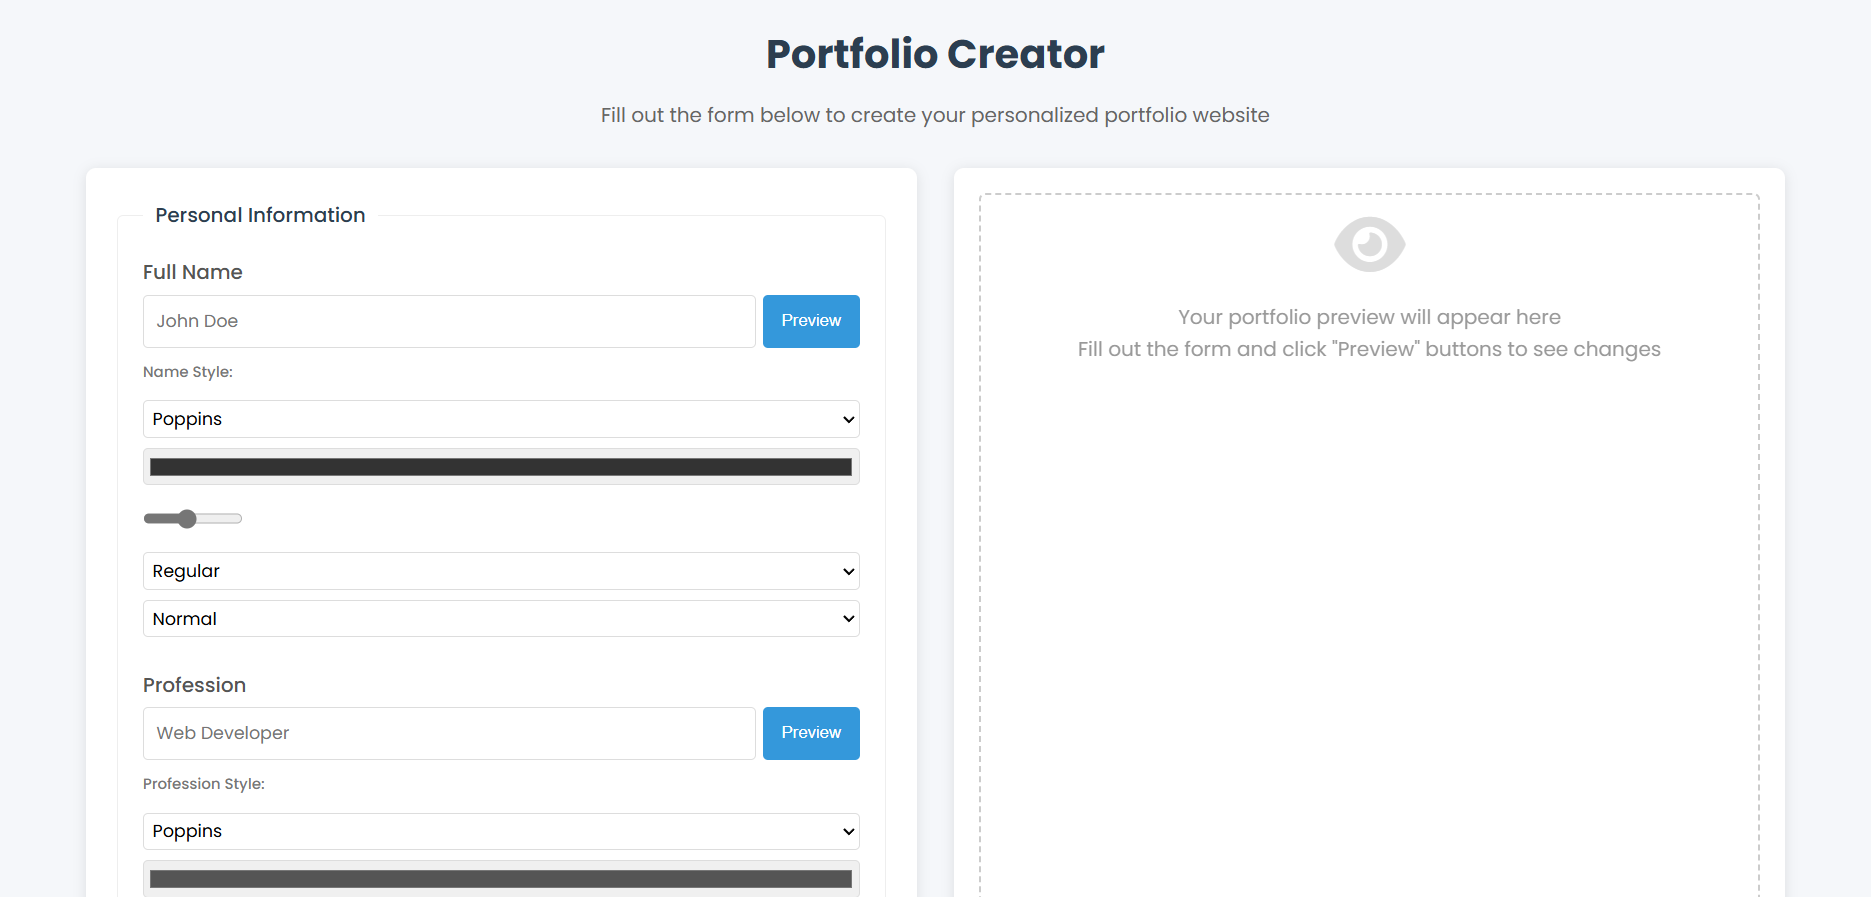 Portfolio Creator
Fill out the form below to create your personalized portfolio website
Personal Information
Full Name
John Doe
Preview
Name Style:
Poppins
Regular
Normal
Profession
Web Developer
Preview
Profession Style:
Poppins
Your portfolio preview will appear here
Fill out the form and click "Preview" buttons to see changes